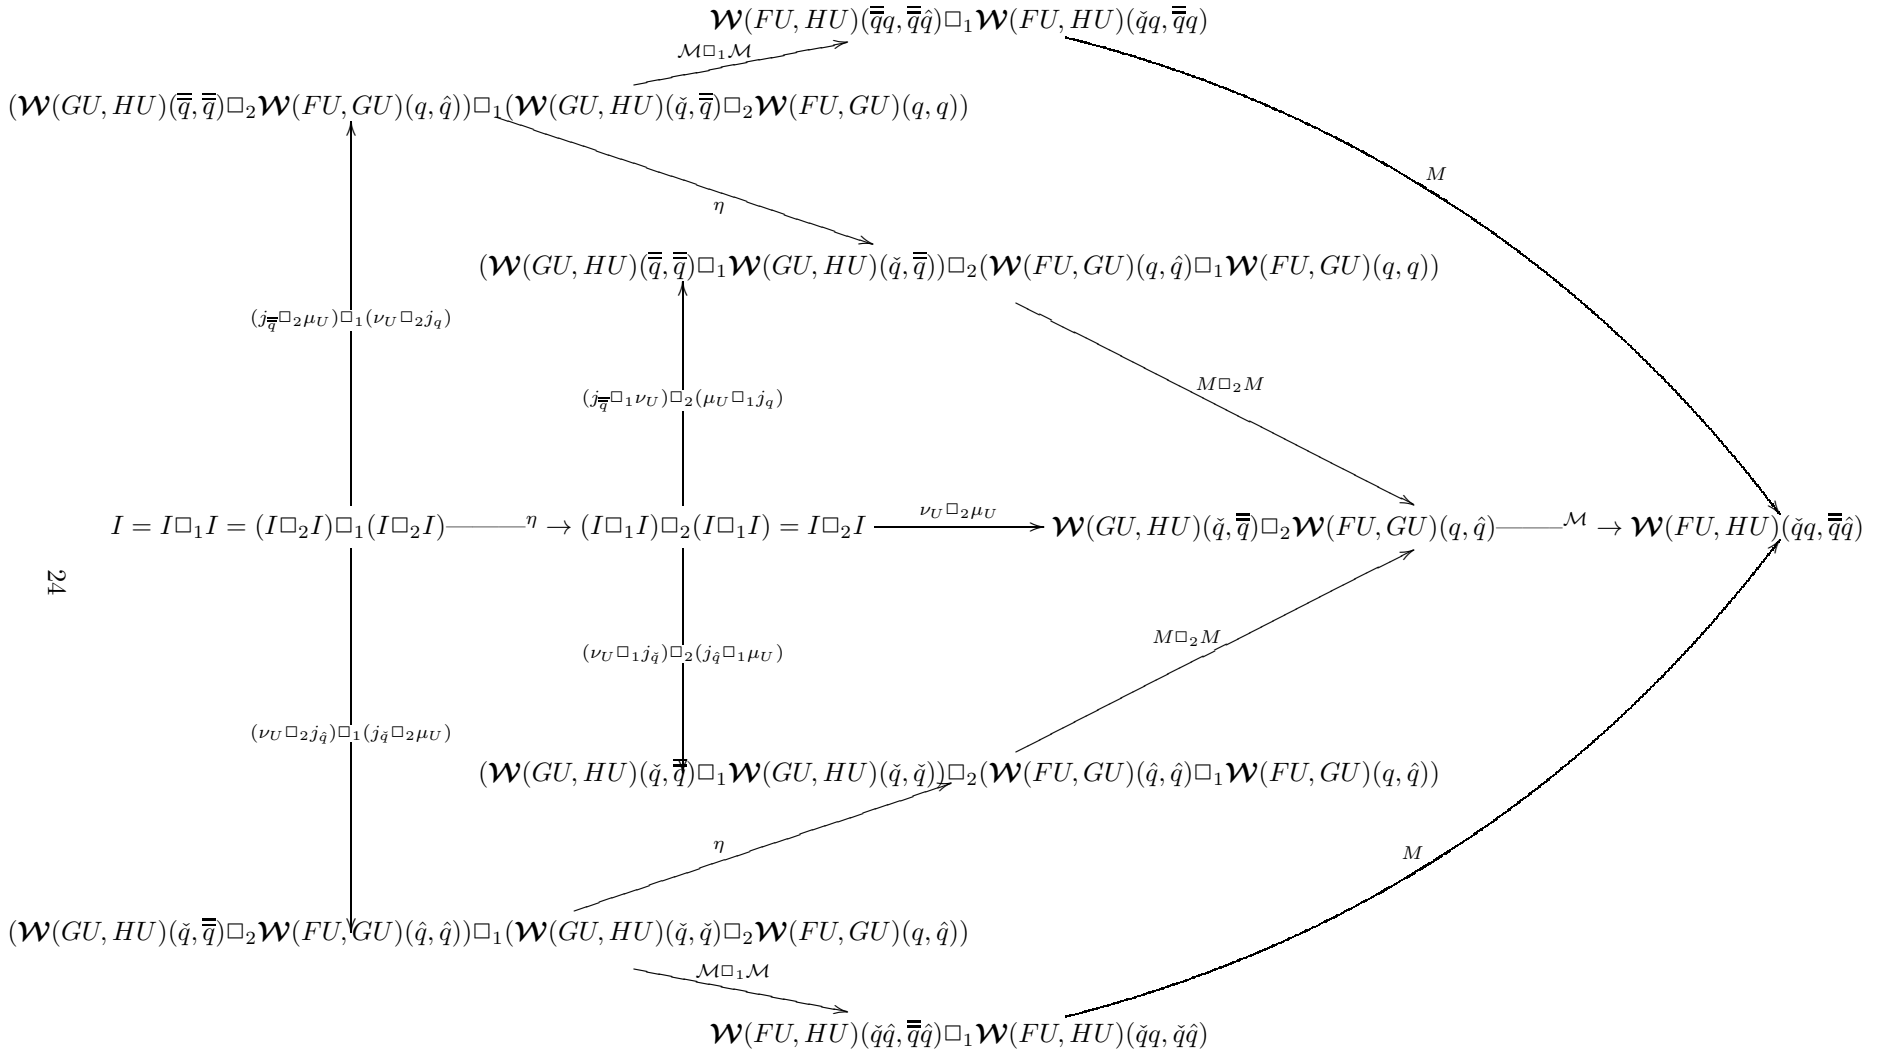 𝓦(FU, HU)(q̿q, q̿q̂)□₁𝓦(FU, HU)(q̌q, q̿q)
ℳ□₁ℳ
(𝓦(GU, HU)(q̿, q̿)□₂𝓦(FU, GU)(q, q̂))□₁(𝓦(GU, HU)(q̌, q̿)□₂𝓦(FU, GU)(q, q))
M
η
(𝓦(GU, HU)(q̿, q̿)□₁𝓦(GU, HU)(q̌, q̿))□₂(𝓦(FU, GU)(q, q̂)□₁𝓦(FU, GU)(q, q))
(j_q̿□₂μ_U)□₁(ν_U□₂j_q)
M□₂M
(j_q̿□₁ν_U)□₂(μ_U□₁j_q)
I = I□₁I = (I□₂I)□₁(I□₂I) η → (I□₁I)□₂(I□₁I) = I□₂I ν_U□₂μ_U 𝓦(GU, HU)(q̌, q̿)□₂𝓦(FU, GU)(q, q̂) ℳ → 𝓦(FU, HU)(q̌q, q̿q̂)
24
M□₂M
(ν_U□₁j_q̌)□₂(j_q̂□₁μ_U)
(ν_U□₂j_q̂)□₁(j_q̌□₂μ_U)
(𝓦(GU, HU)(q̌, q̿)□₁𝓦(GU, HU)(q̌, q̌))□₂(𝓦(FU, GU)(q̂, q̂)□₁𝓦(FU, GU)(q, q̂))
η
M
(𝓦(GU, HU)(q̌, q̿)□₂𝓦(FU, GU)(q̂, q̂))□₁(𝓦(GU, HU)(q̌, q̌)□₂𝓦(FU, GU)(q, q̂))
ℳ□₁ℳ
𝓦(FU, HU)(q̌q̂, q̿q̂)□₁𝓦(FU, HU)(q̌q, q̌q̂)